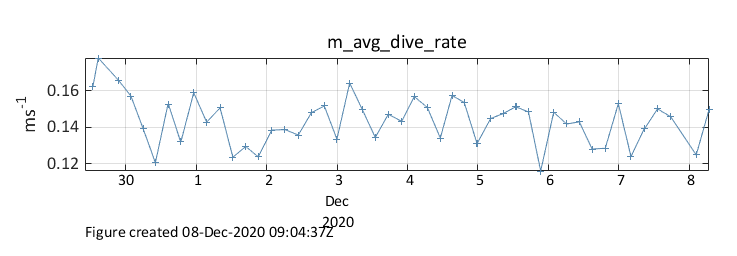 m_avg_dive_rate
ms-1
0.16
0.14
0.12
30 1 2 3 4 5 6 7 8
Dec
2020
Figure created 08-Dec-2020 09:04:37Z